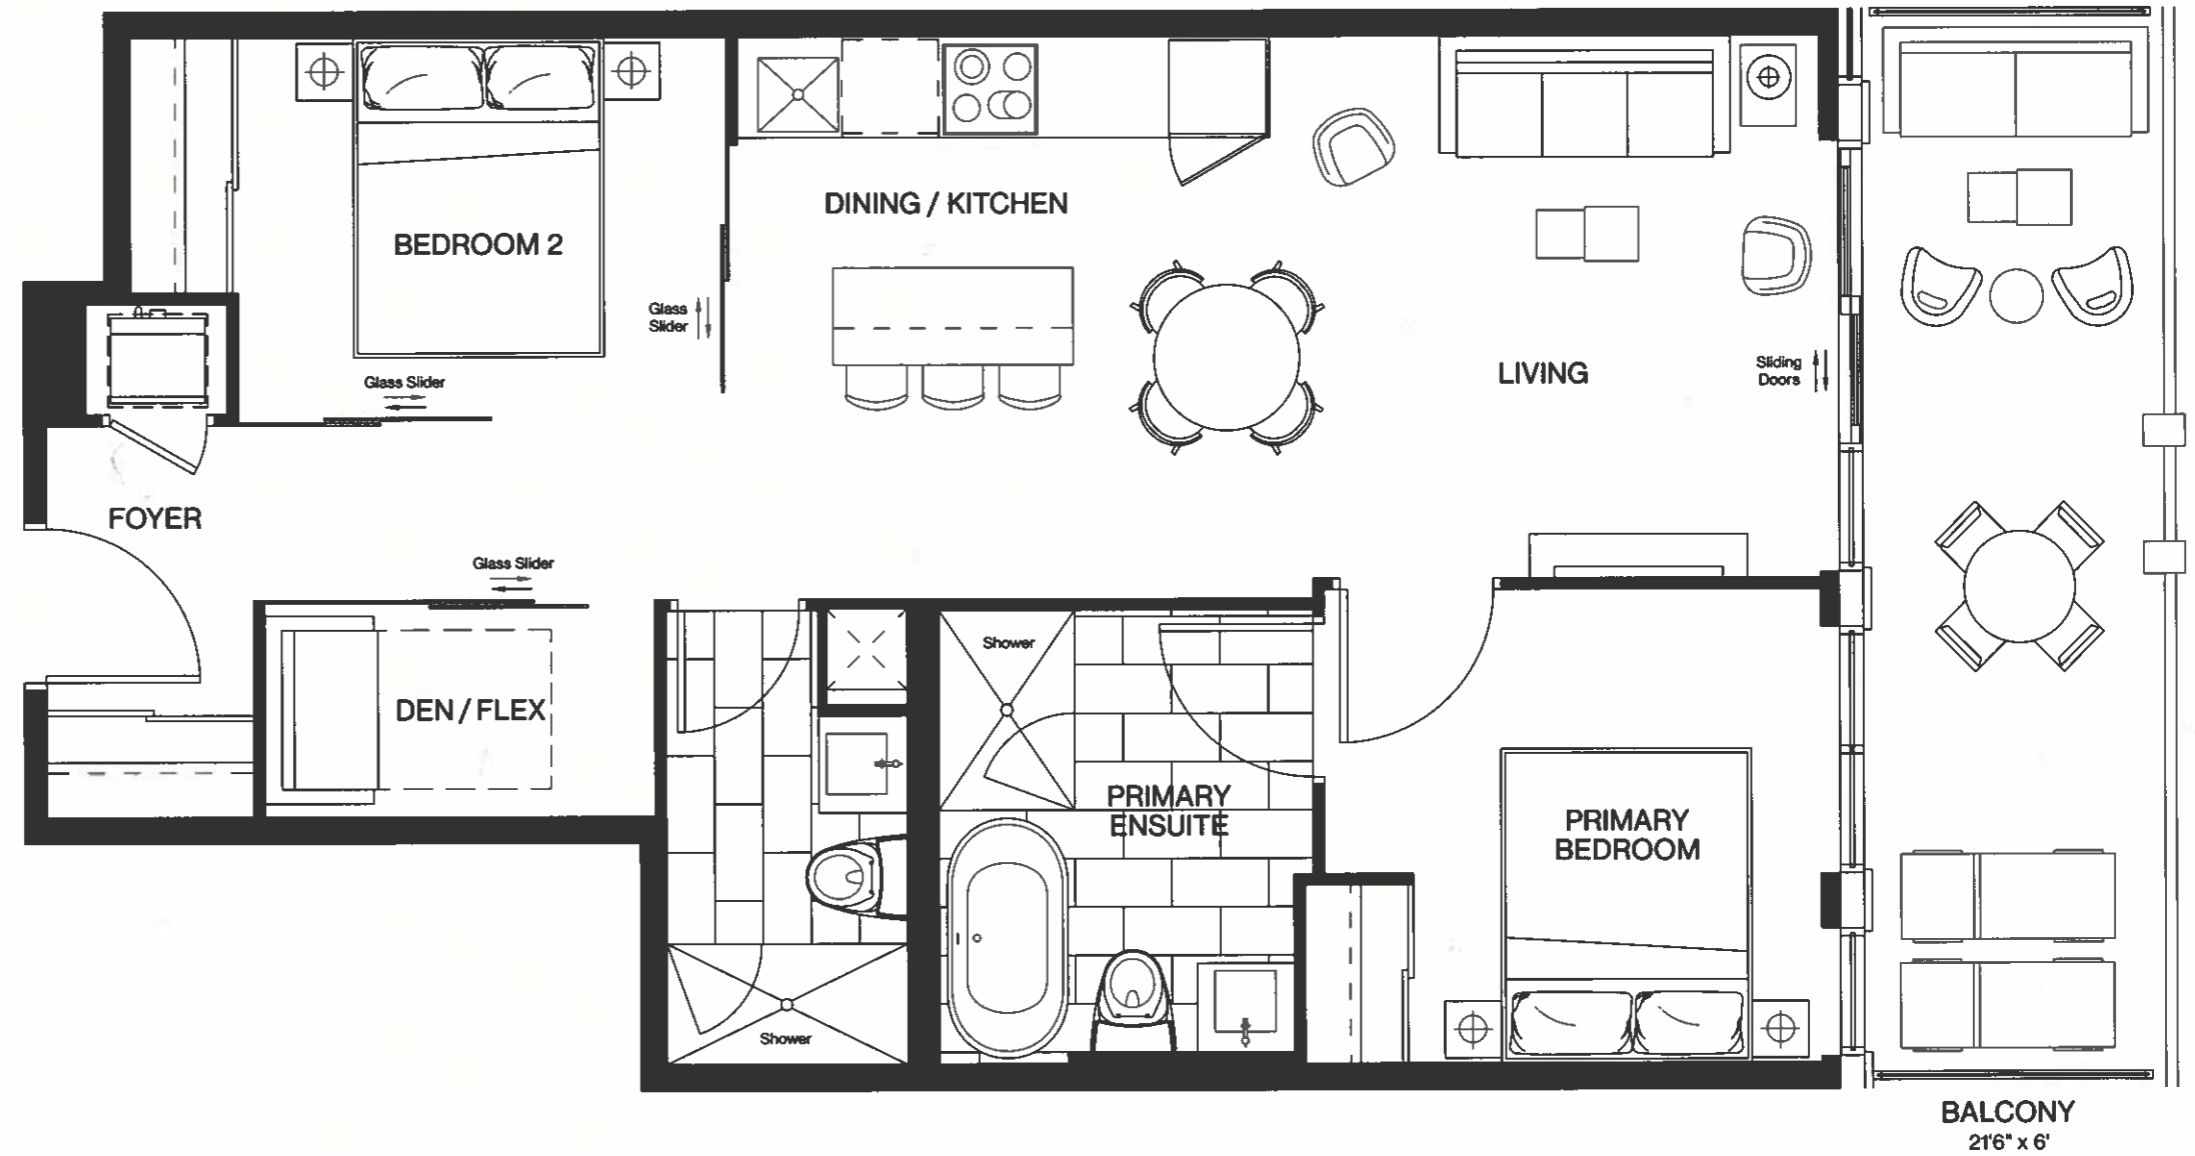 DINING / KITCHEN
BEDROOM 2
Glass
Slider
Glass Slider
LIVING
Sliding
Doors
FOYER
Glass Slider
Shower
DEN / FLEX
PRIMARY
ENSUITE
PRIMARY
BEDROOM
Shower
BALCONY
21'6" x 6'